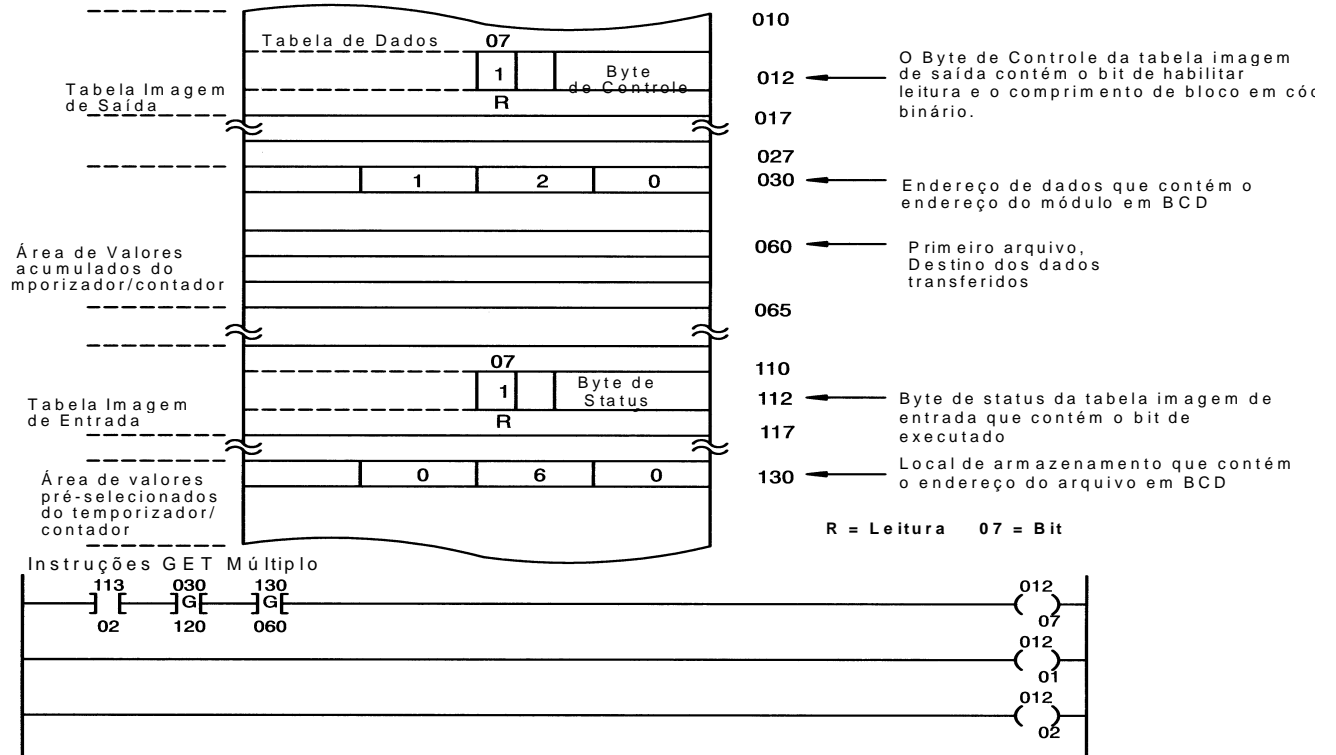 010
Tabela de Dados 07
1 Byte de Controle
R
Tabela Imagem
de Saída
012
O Byte de Controle da tabela imagem
de saída contém o bit de habilitar
leitura e o comprimento de bloco em
binário.
017
027
1 2 0
030
Endereço de dados que contém o
endereço do módulo em BCD
Área de Valores
acumulados do
mporizador/contador
060
Primeiro arquivo,
Destino dos dados
transferidos
065
110
07
1 Byte de Status
R
Tabela Imagem
de Entrada
112
Byte de status da tabela imagem de
entrada que contém o bit de
executado
117
0 6 0
130
Local de armazenamento que contém
o endereço do arquivo em BCD
Área de valores
pré-selecionados
do temporizador/
contador
R = Leitura 07 = Bit
Instruções GET Múltiplo
113 030 130 012
G G
02 120 060 07
012
01
012
02